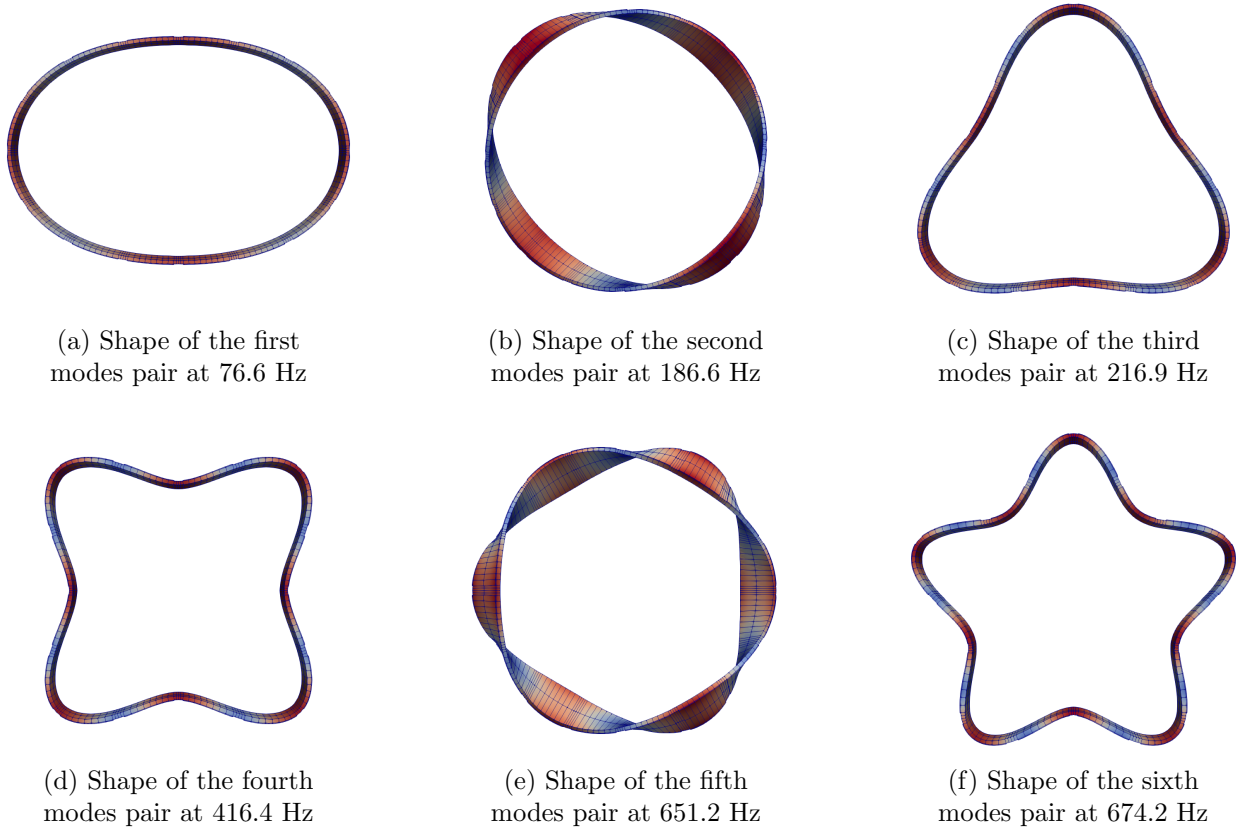 (a) Shape of the first
modes pair at 76.6 Hz
(b) Shape of the second
modes pair at 186.6 Hz
(c) Shape of the third
modes pair at 216.9 Hz
(d) Shape of the fourth
modes pair at 416.4 Hz
(e) Shape of the fifth
modes pair at 651.2 Hz
(f) Shape of the sixth
modes pair at 674.2 Hz